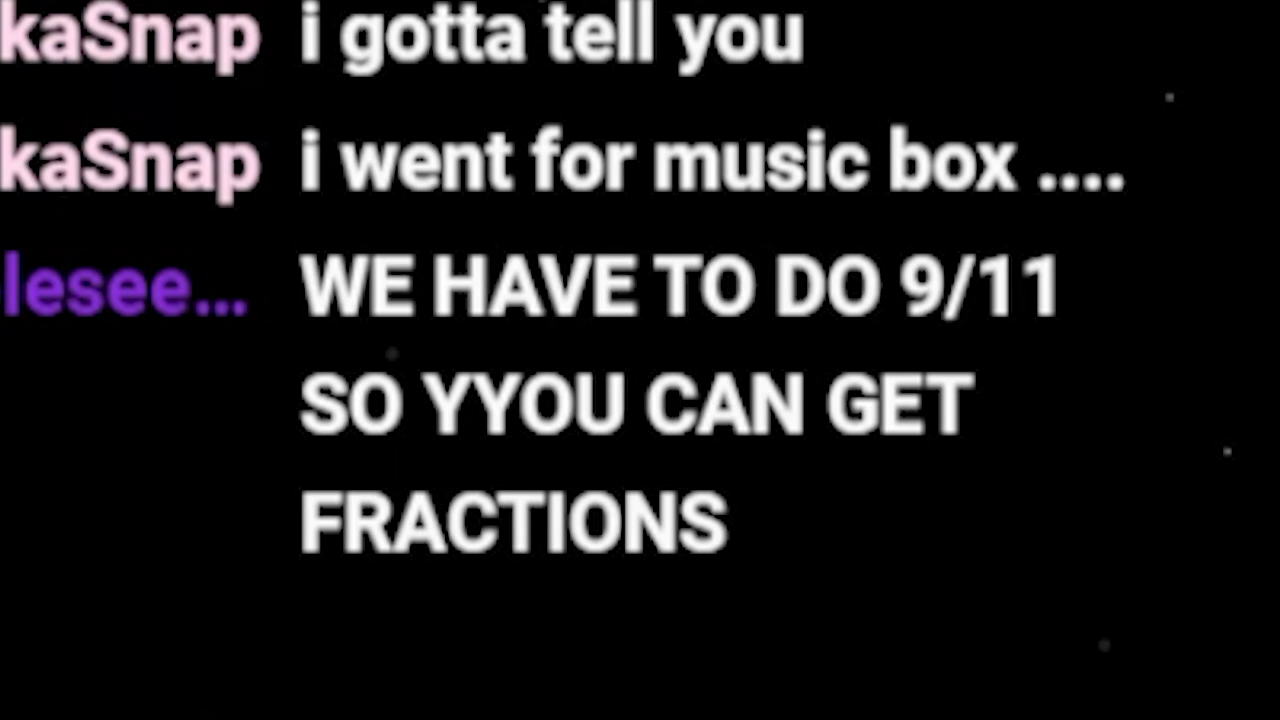 kaSnap i gotta tell you
kaSnap i went for music box ....
lesee... WE HAVE TO DO 9/11
SO YYOU CAN GET
FRACTIONS